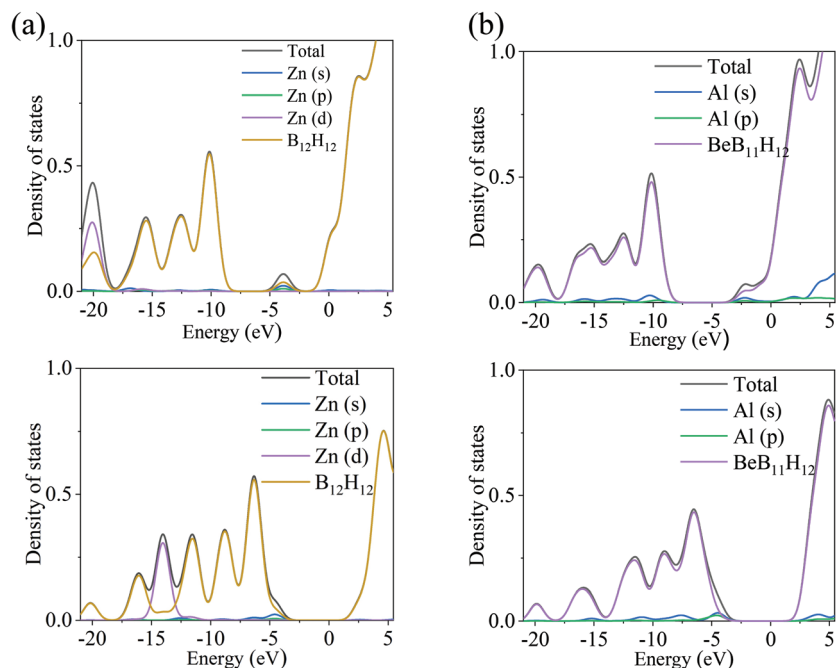 (a)
Density of states
1.0
0.5
0.0
Total
Zn (s)
Zn (p)
Zn (d)
B₁₂H₁₂
-20 -15 -10 -5 0 5
Energy (eV)
(b)
Density of states
1.0
0.5
0.0
Total
Al (s)
Al (p)
BeB₁₁H₁₂
-20 -15 -10 -5 0 5
Energy (eV)
Density of states
1.0
0.5
0.0
Total
Zn (s)
Zn (p)
Zn (d)
B₁₂H₁₂
-20 -15 -10 -5 0 5
Energy (eV)
Density of states
1.0
0.5
0.0
Total
Al (s)
Al (p)
BeB₁₁H₁₂
-20 -15 -10 -5 0 5
Energy (eV)